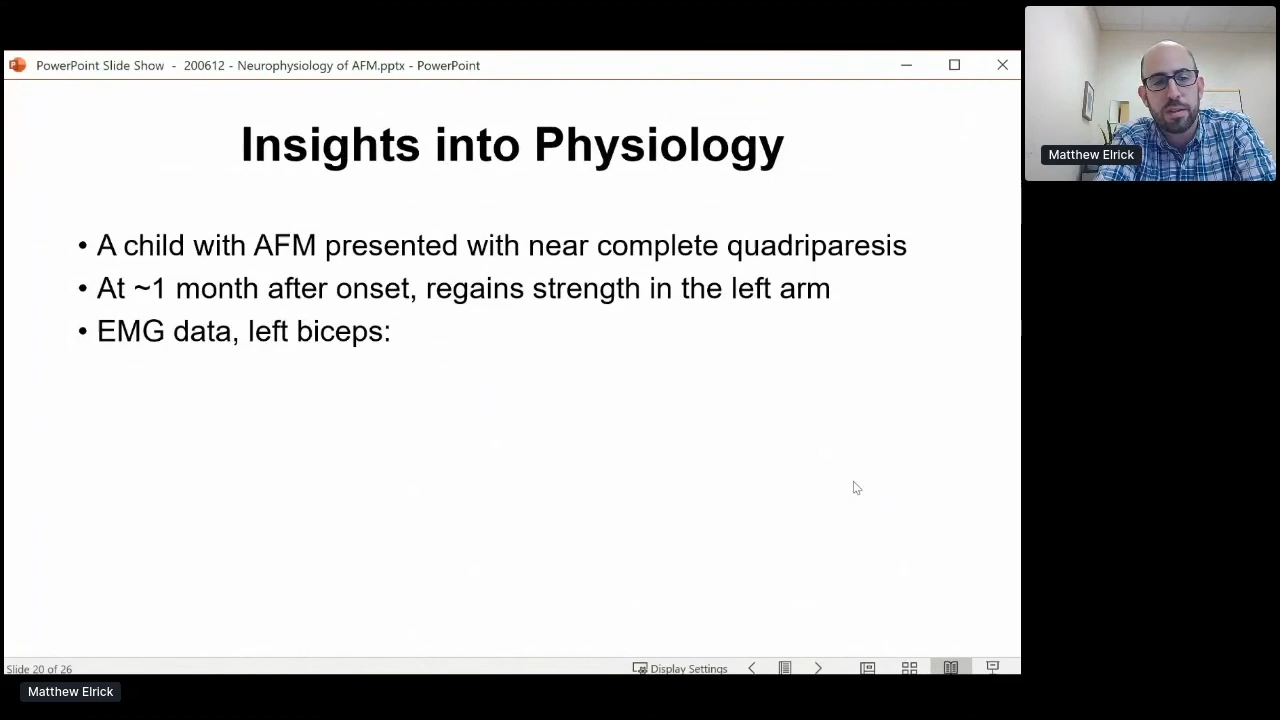 PowerPoint Slide Show - 200612 - Neurophysiology of AFM.pptx - PowerPoint
Insights into Physiology
• A child with AFM presented with near complete quadriparesis
• At ~1 month after onset, regains strength in the left arm
• EMG data, left biceps:
Slide 20 of 26
Display Settings
Matthew Elrick
Matthew Elrick